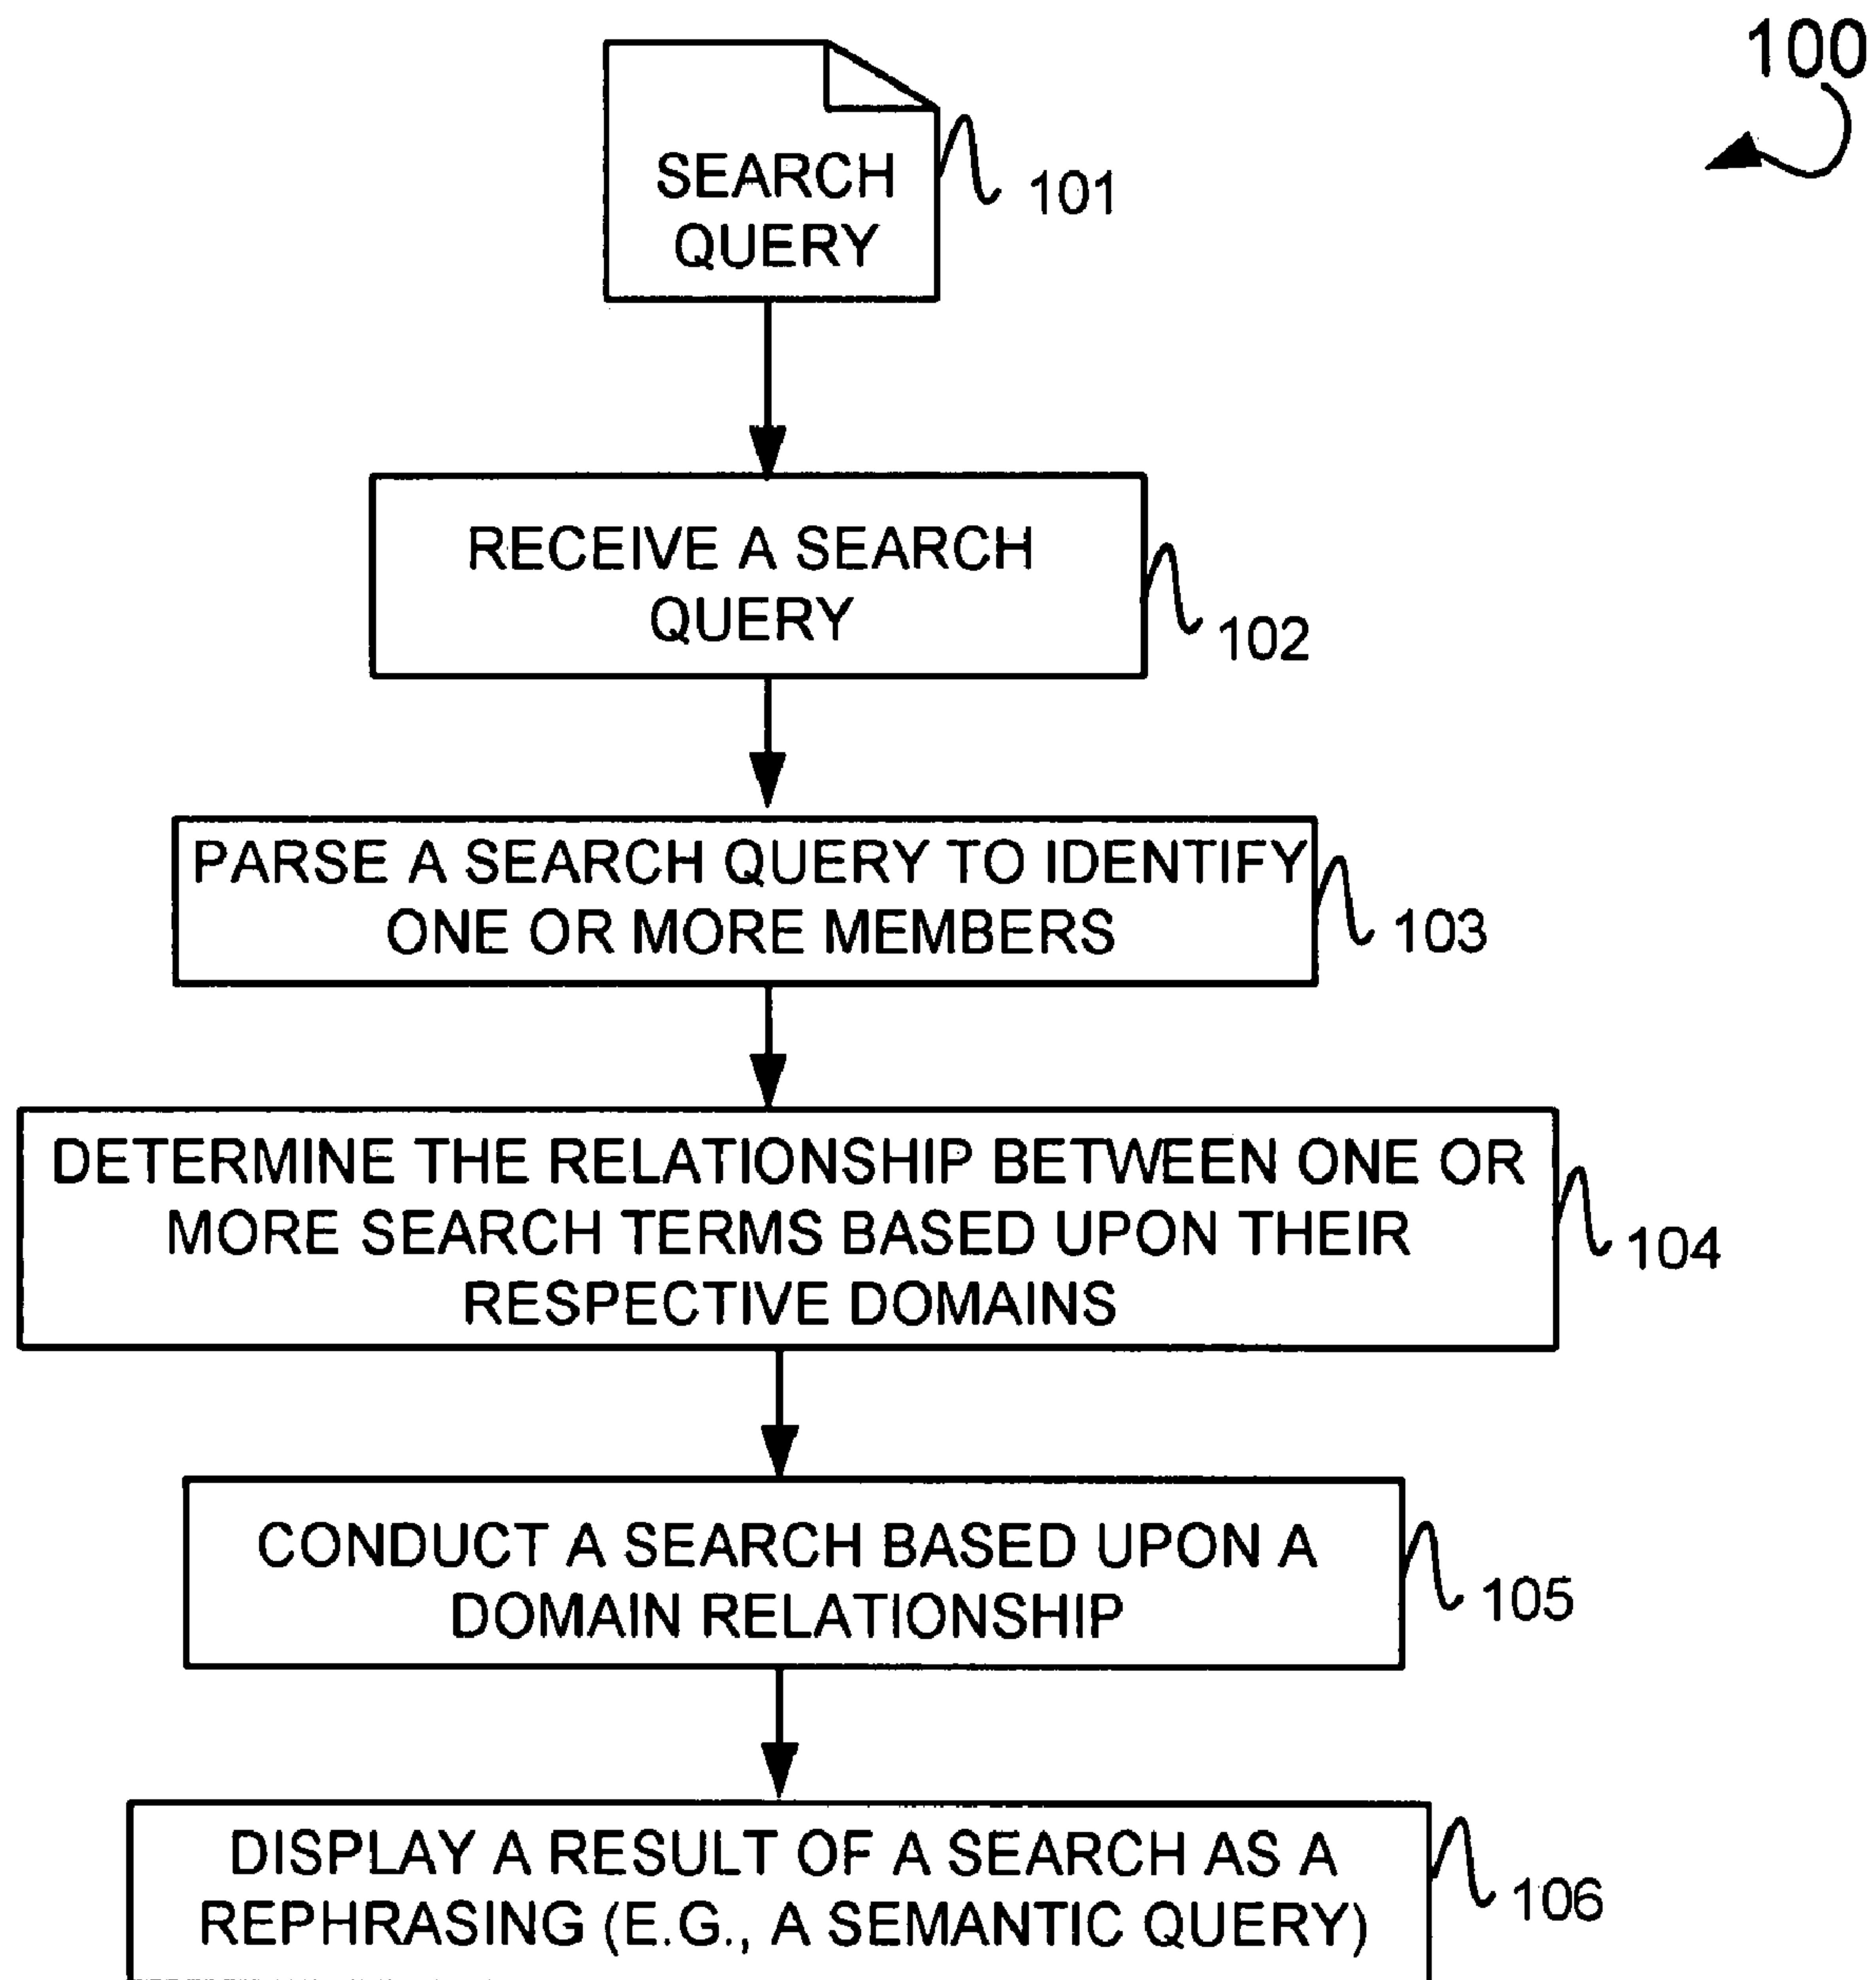 100
SEARCH
QUERY
101
RECEIVE A SEARCH
QUERY
102
PARSE A SEARCH QUERY TO IDENTIFY
ONE OR MORE MEMBERS
103
DETERMINE THE RELATIONSHIP BETWEEN ONE OR
MORE SEARCH TERMS BASED UPON THEIR
RESPECTIVE DOMAINS
104
CONDUCT A SEARCH BASED UPON A
DOMAIN RELATIONSHIP
105
DISPLAY A RESULT OF A SEARCH AS A
REPHRASING (E.G., A SEMANTIC QUERY)
106